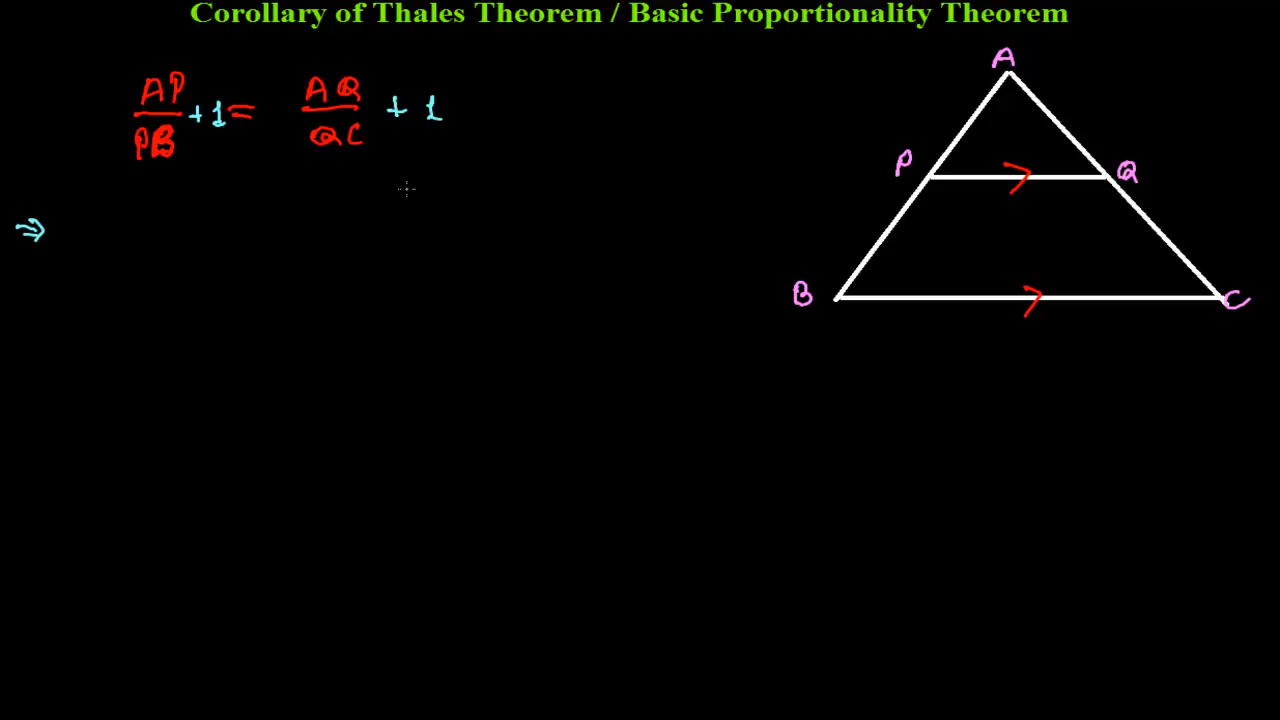 Corollary of Thales Theorem / Basic Proportionality Theorem
AP/PB + 1 = AQ/QC + 1
⇒
A
P
Q
B
C